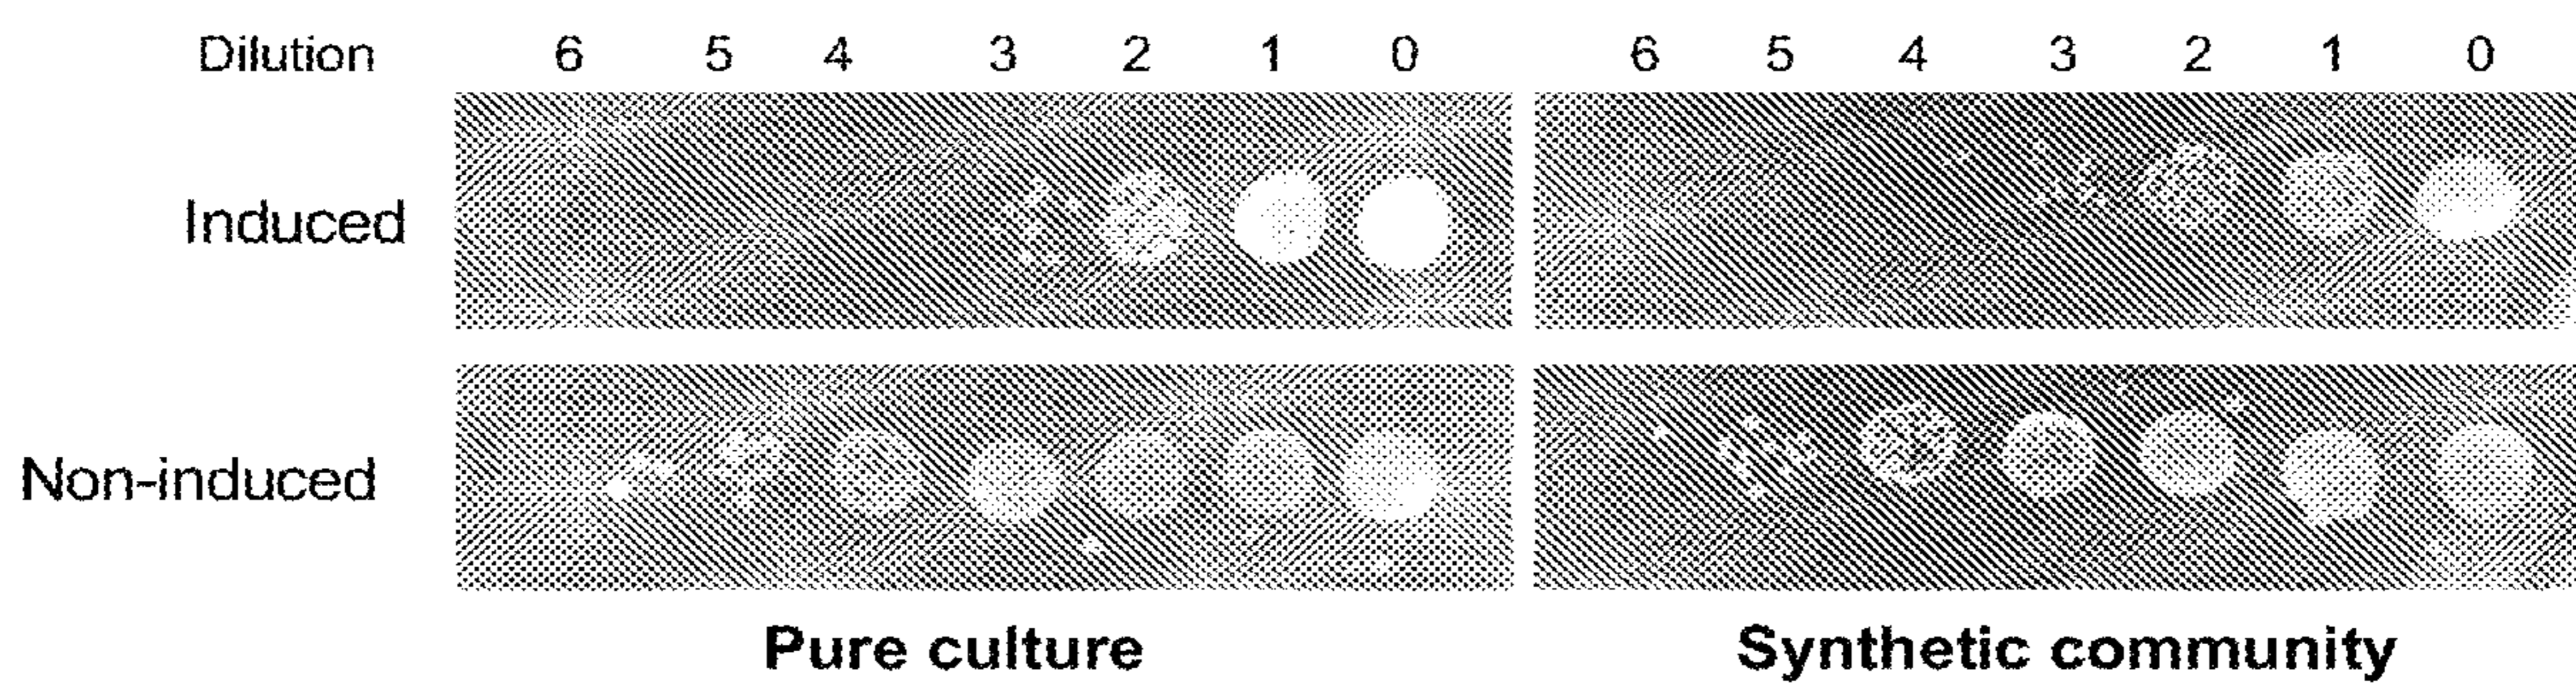 Dilution 6 5 4 3 2 1 0 6 5 4 3 2 1 0
Induced
Non-induced
Pure culture Synthetic community